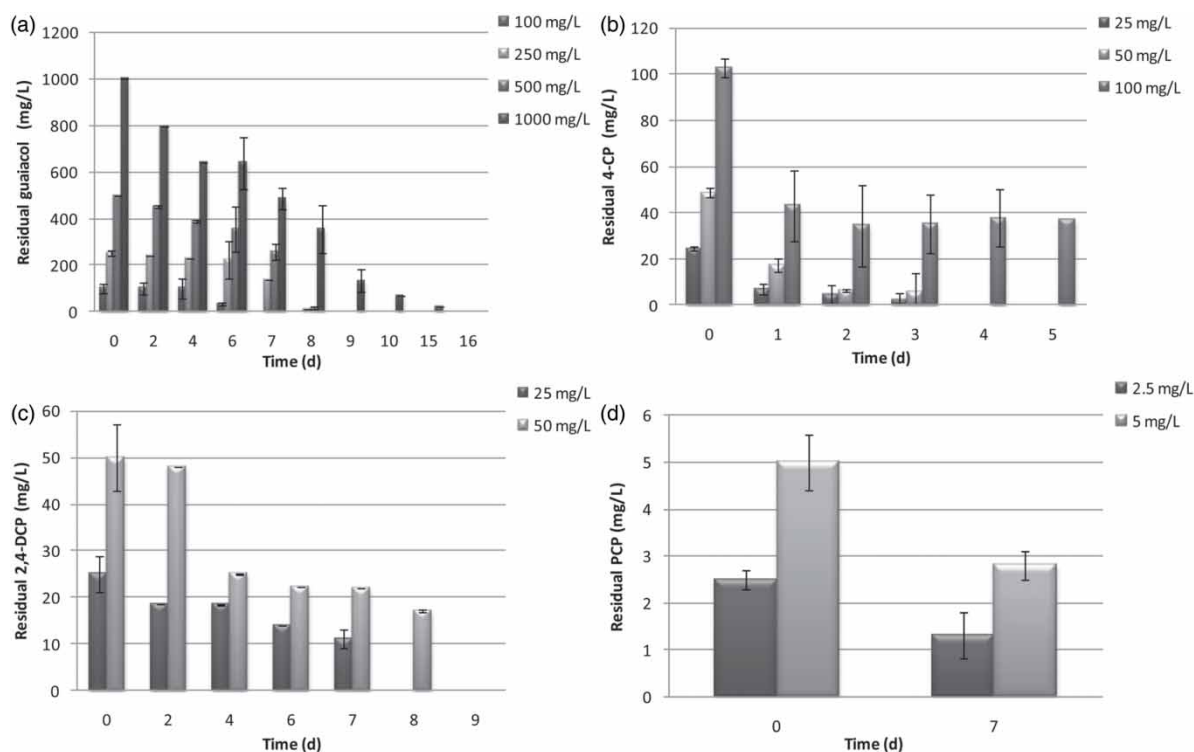 (a)
1200
1000
800
600
400
200
0
Residual guaiacol (mg/L)
0 2 4 6 7 8 9 10 15 16
Time (d)
100 mg/L
250 mg/L
500 mg/L
1000 mg/L
(b)
120
100
80
60
40
20
0
Residual 4-CP (mg/L)
0 1 2 3 4 5
Time (d)
25 mg/L
50 mg/L
100 mg/L
(c)
60
50
40
30
20
10
0
Residual 2,4-DCP (mg/L)
0 2 4 6 7 8 9
Time (d)
25 mg/L
50 mg/L
(d)
6
5
4
3
2
1
0
Residual PCP (mg/L)
0 7
Time (d)
2.5 mg/L
5 mg/L